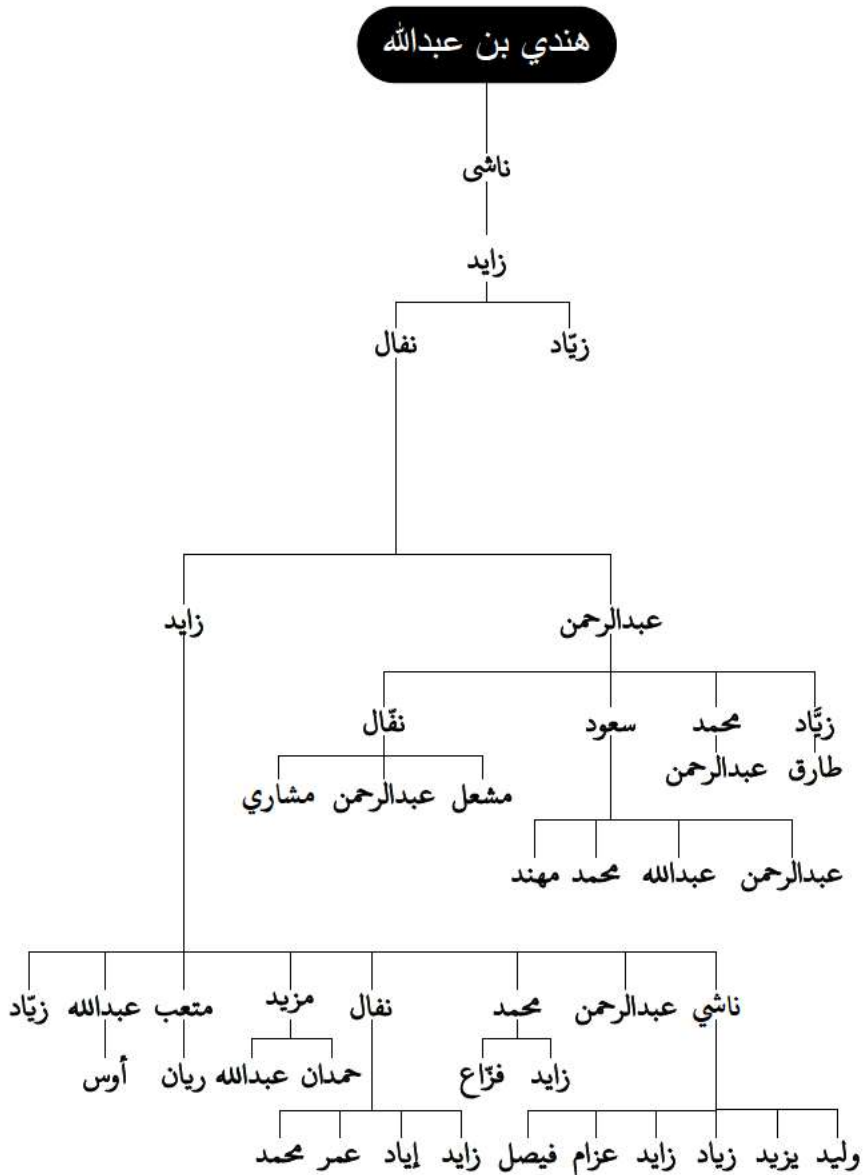 هندي بن عبدالله
ناشى
زايد
زيّاد نفال
عبدالرحمن زايد
زيَّاد محمد سعود نفّال
طارق عبدالرحمن مشعل عبدالرحمن مشاري
عبدالرحمن عبدالله محمد مهند
ناشي عبدالرحمن محمد نفال مزيد متعب عبدالله زيّاد
زايد فزّاع حمدان عبدالله ريان أوس
وليد يزيد زياد زايد عزام فيصل زايد إياد عمر محمد